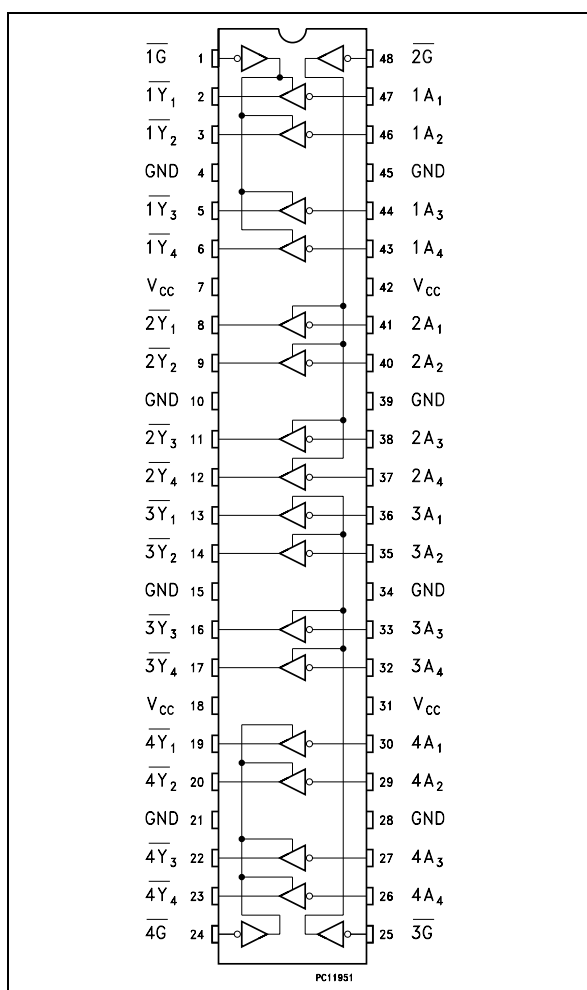 1G 1 48 2G
1Y1 2 47 1A1
1Y2 3 46 1A2
GND 4 45 GND
1Y3 5 44 1A3
1Y4 6 43 1A4
VCC 7 42 VCC
2Y1 8 41 2A1
2Y2 9 40 2A2
GND 10 39 GND
2Y3 11 38 2A3
2Y4 12 37 2A4
3Y1 13 36 3A1
3Y2 14 35 3A2
GND 15 34 GND
3Y3 16 33 3A3
3Y4 17 32 3A4
VCC 18 31 VCC
4Y1 19 30 4A1
4Y2 20 29 4A2
GND 21 28 GND
4Y3 22 27 4A3
4Y4 23 26 4A4
4G 24 25 3G
PC11951